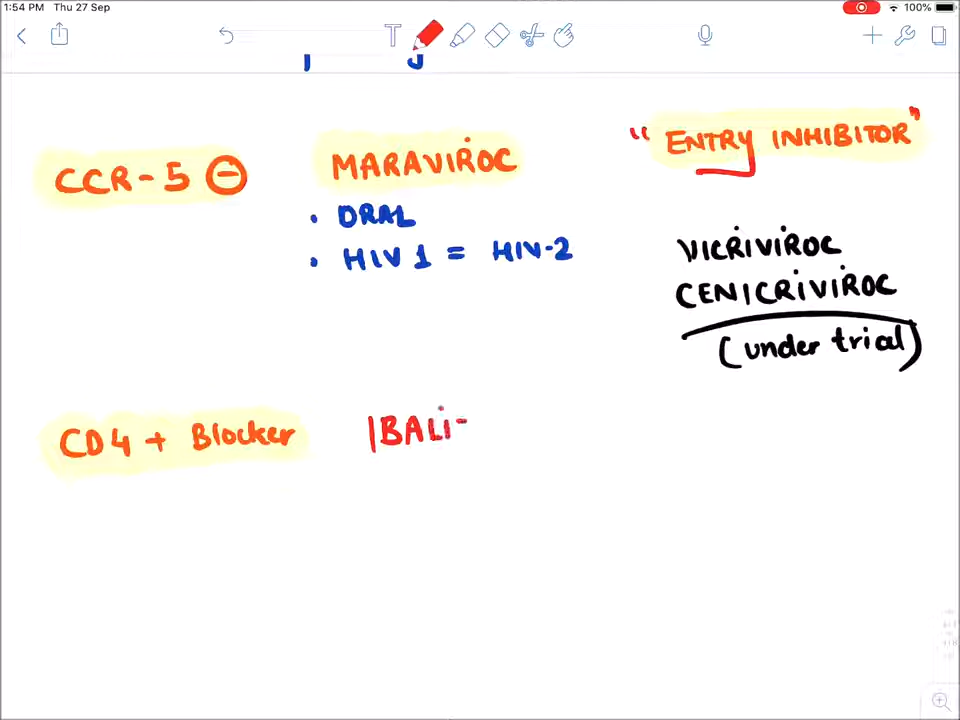 1:54 PM Thu 27 Sep
100%
T
CCR-5 ⊖
MARAVIROC
"ENTRY INHIBITOR"
• ORAL
• HIV 1 = HIV-2
VICRIVIROC
CENICRIVIROC
(under trial)
CD4 + Blocker
IBALi-